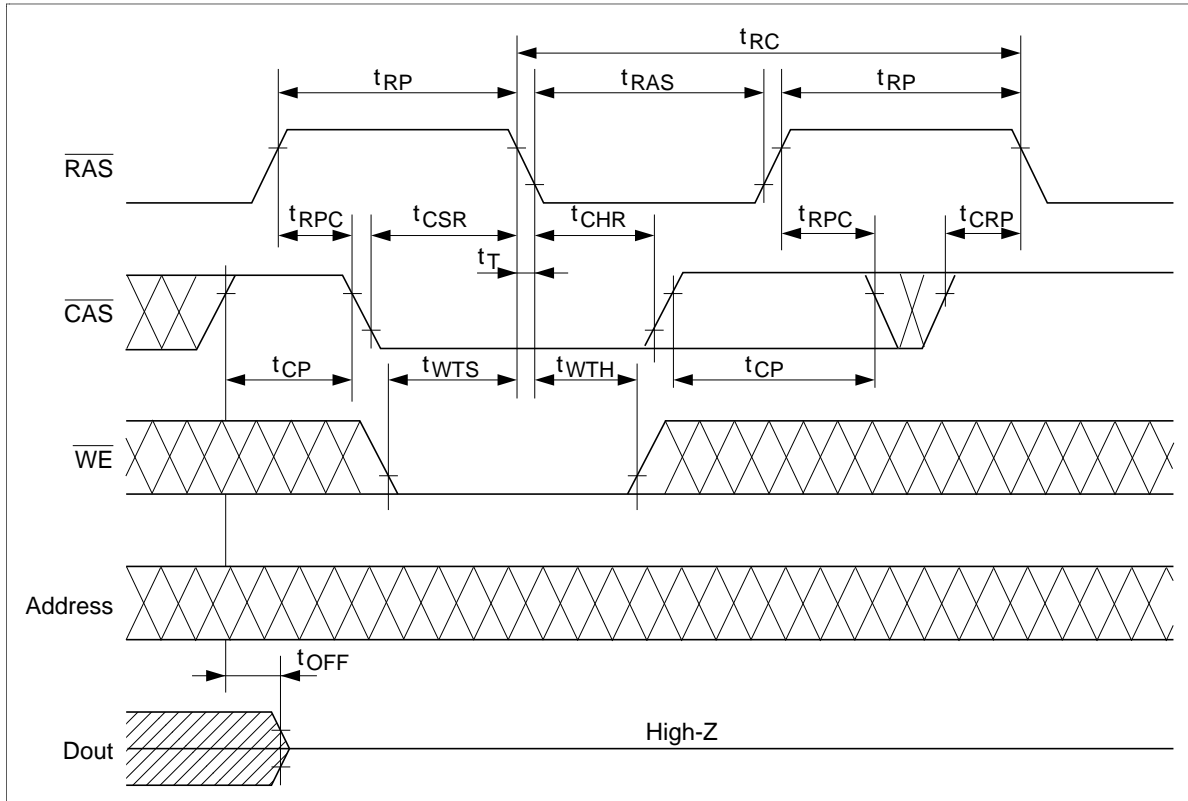 tRC
tRP tRAS tRP
RAS
tRPC tCSR tCHR tRPC tCRP
tT
CAS
tCP tWTS tWTH tCP
WE
Address
tOFF
High-Z
Dout